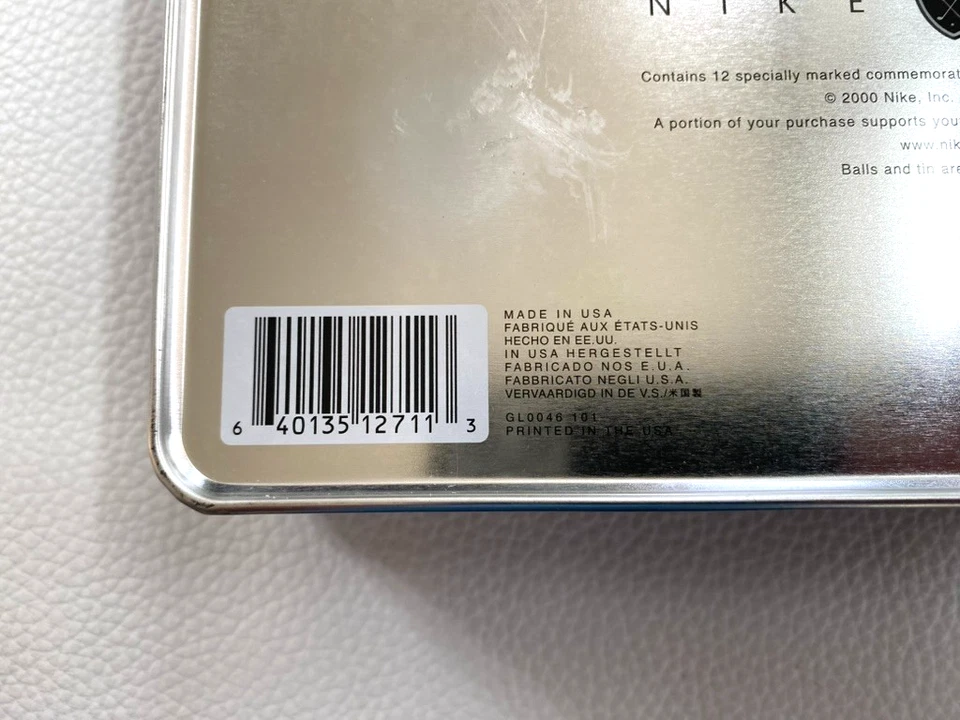 NIKE
Contains 12 specially marked commemorat
© 2000 Nike, Inc.
A portion of your purchase supports you
www.nik
Balls and tin are
MADE IN USA
FABRIQUÉ AUX ÉTATS-UNIS
HECHO EN EE.UU.
IN USA HERGESTELLT
FABRICADO NOS E.U.A.
FABBRICATO NEGLI U.S.A.
VERVAARDIGD IN DE V.S./米国製
GL0046 101
PRINTED IN THE USA
6 40135 12711 3